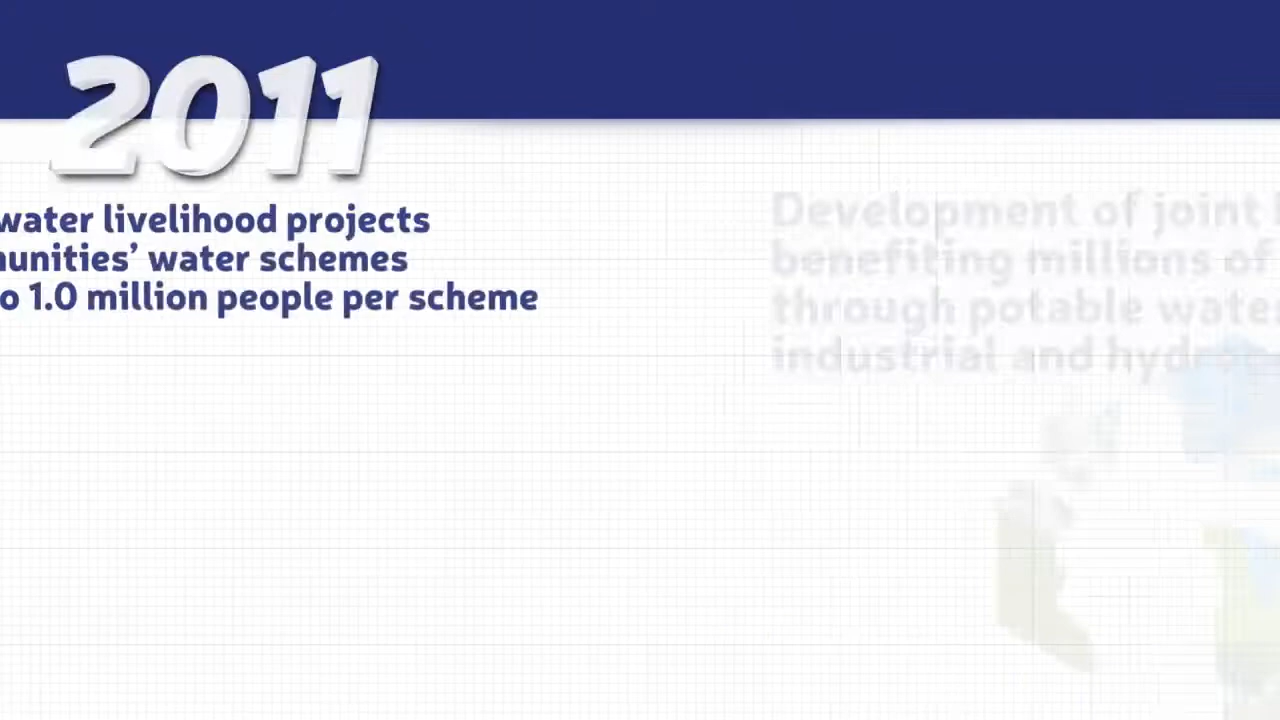 2011
water livelihood projects
munities’ water schemes
o 1.0 million people per scheme
Development of joint
benefiting millions of
through potable water
industrial and hydro